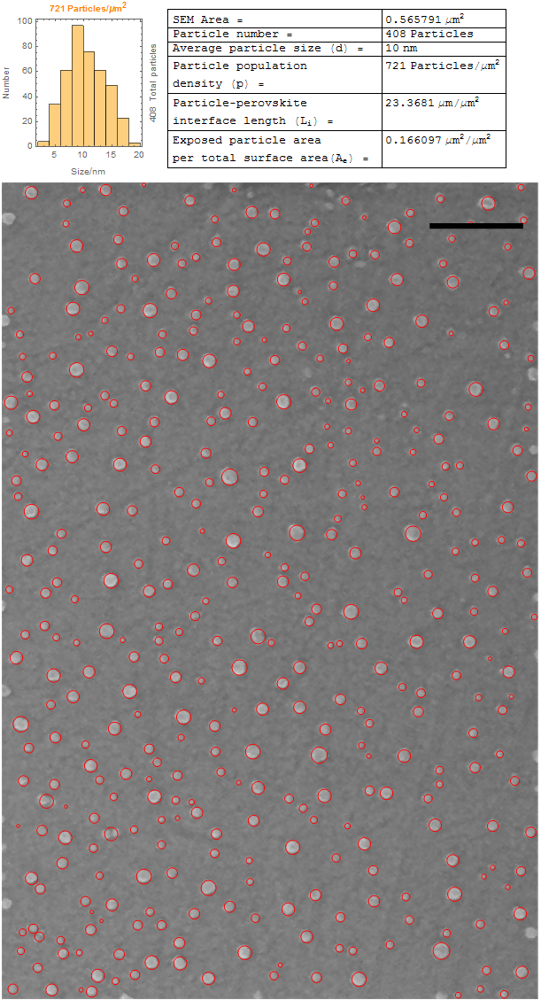 721 Particles/μm²
100
80
60
40
20
0
Number
5 10 15 20
Size/nm
408 Total particles
SEM Area = 0.565791 μm²
Particle number = 408 Particles
Average particle size (d) = 10 nm
Particle population
density (p) = 721 Particles/μm²
Particle-perovskite
interface length (Lᵢ) = 23.3681 μm/μm²
Exposed particle area
per total surface area(Aₑ) = 0.166097 μm²/μm²